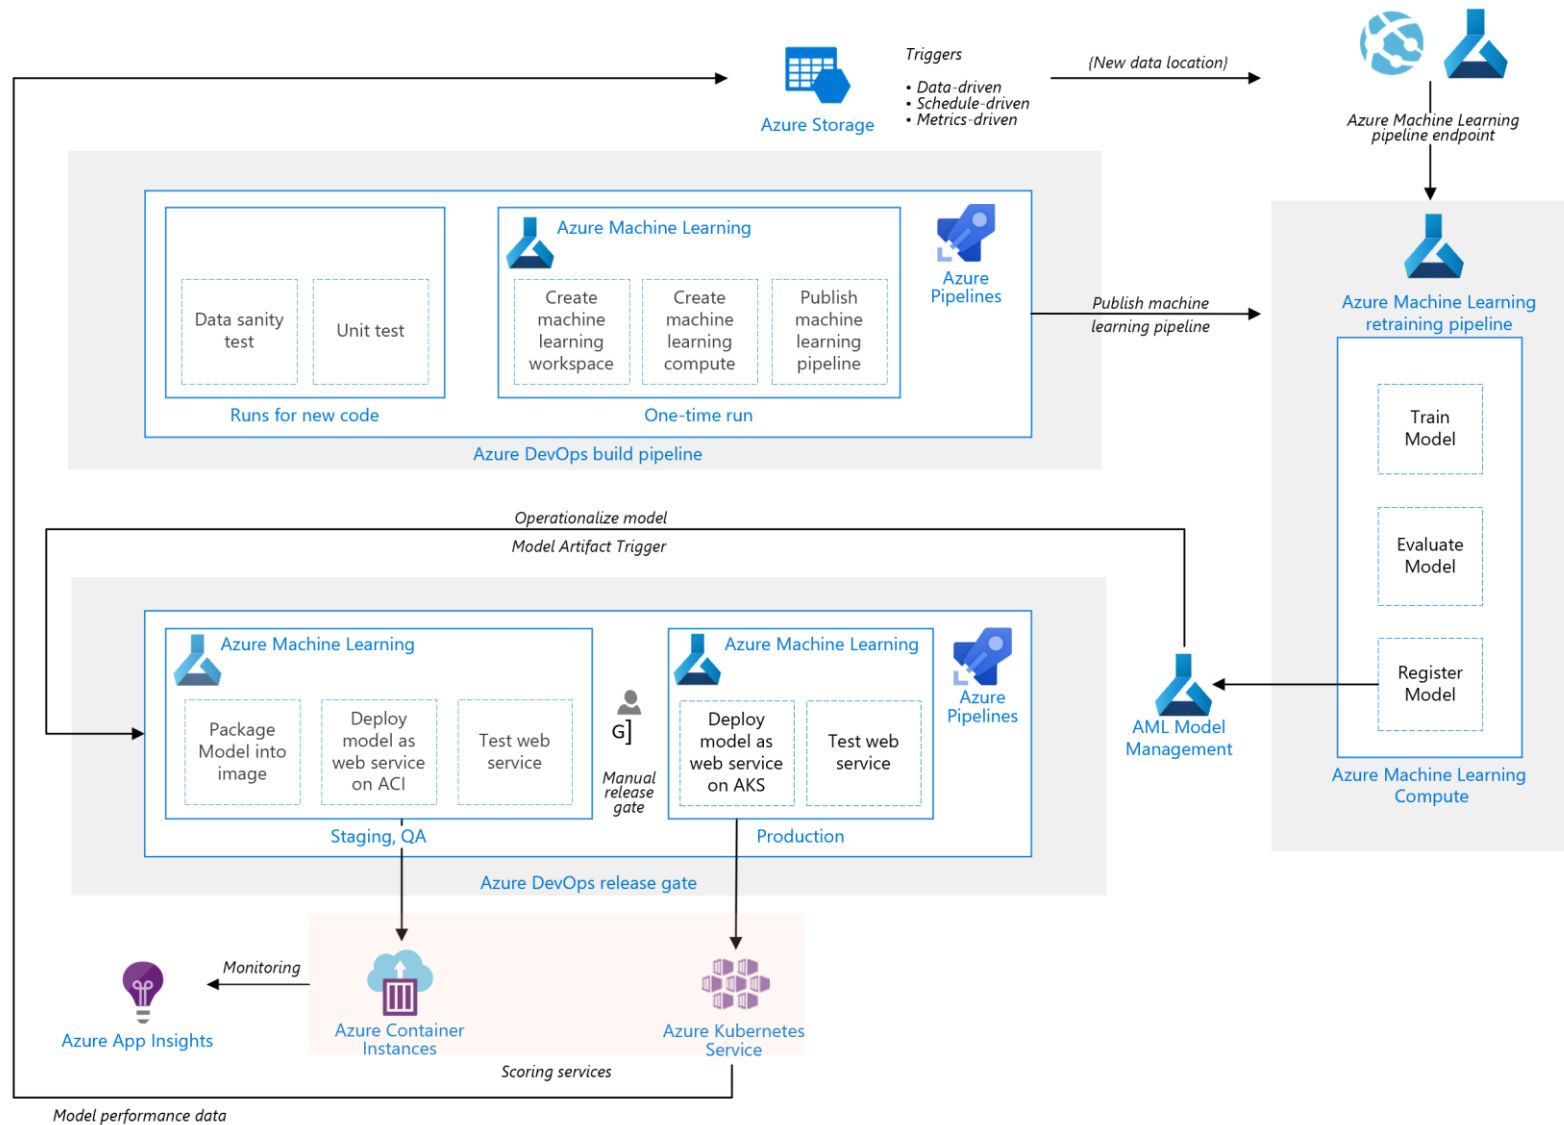 Triggers
• Data-driven
• Schedule-driven
• Metrics-driven
Azure Storage
{New data location}
Azure Machine Learning
pipeline endpoint
Azure Machine Learning
Data sanity
test
Unit test
Create
machine
learning
workspace
Create
machine
learning
compute
Publish
machine
learning
pipeline
Azure
Pipelines
Runs for new code
One-time run
Azure DevOps build pipeline
Publish machine
learning pipeline
Azure Machine Learning
retraining pipeline
Train
Model
Evaluate
Model
Register
Model
Azure Machine Learning
Compute
AML Model
Management
Operationalize model
Model Artifact Trigger
Azure Machine Learning
Package
Model into
image
Deploy
model as
web service
on ACI
Test web
service
Staging, QA
G]
Manual
release
gate
Azure Machine Learning
Deploy
model as
web service
on AKS
Test web
service
Production
Azure
Pipelines
Azure DevOps release gate
Monitoring
Azure App Insights
Azure Container
Instances
Azure Kubernetes
Service
Scoring services
Model performance data